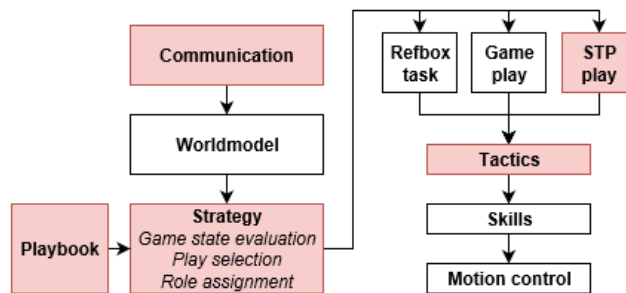 Communication
Worldmodel
Playbook
Strategy
Game state evaluation
Play selection
Role assignment
Refbox
task
Game
play
STP
play
Tactics
Skills
Motion control